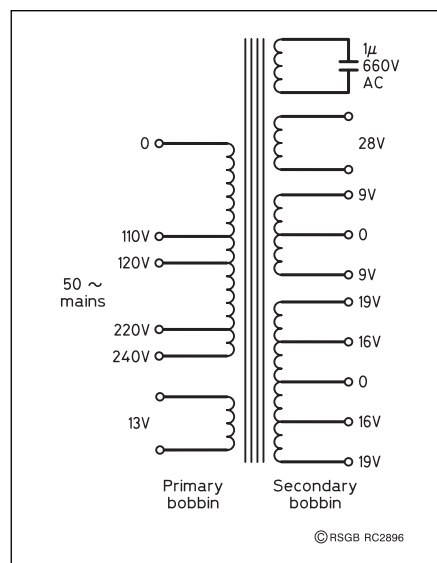 1μ
660V
AC
28V
9V
0
9V
19V
16V
0
16V
19V
0
110V
120V
220V
240V
50 ~
mains
13V
Primary
bobbin
Secondary
bobbin
©RSGB RC2896